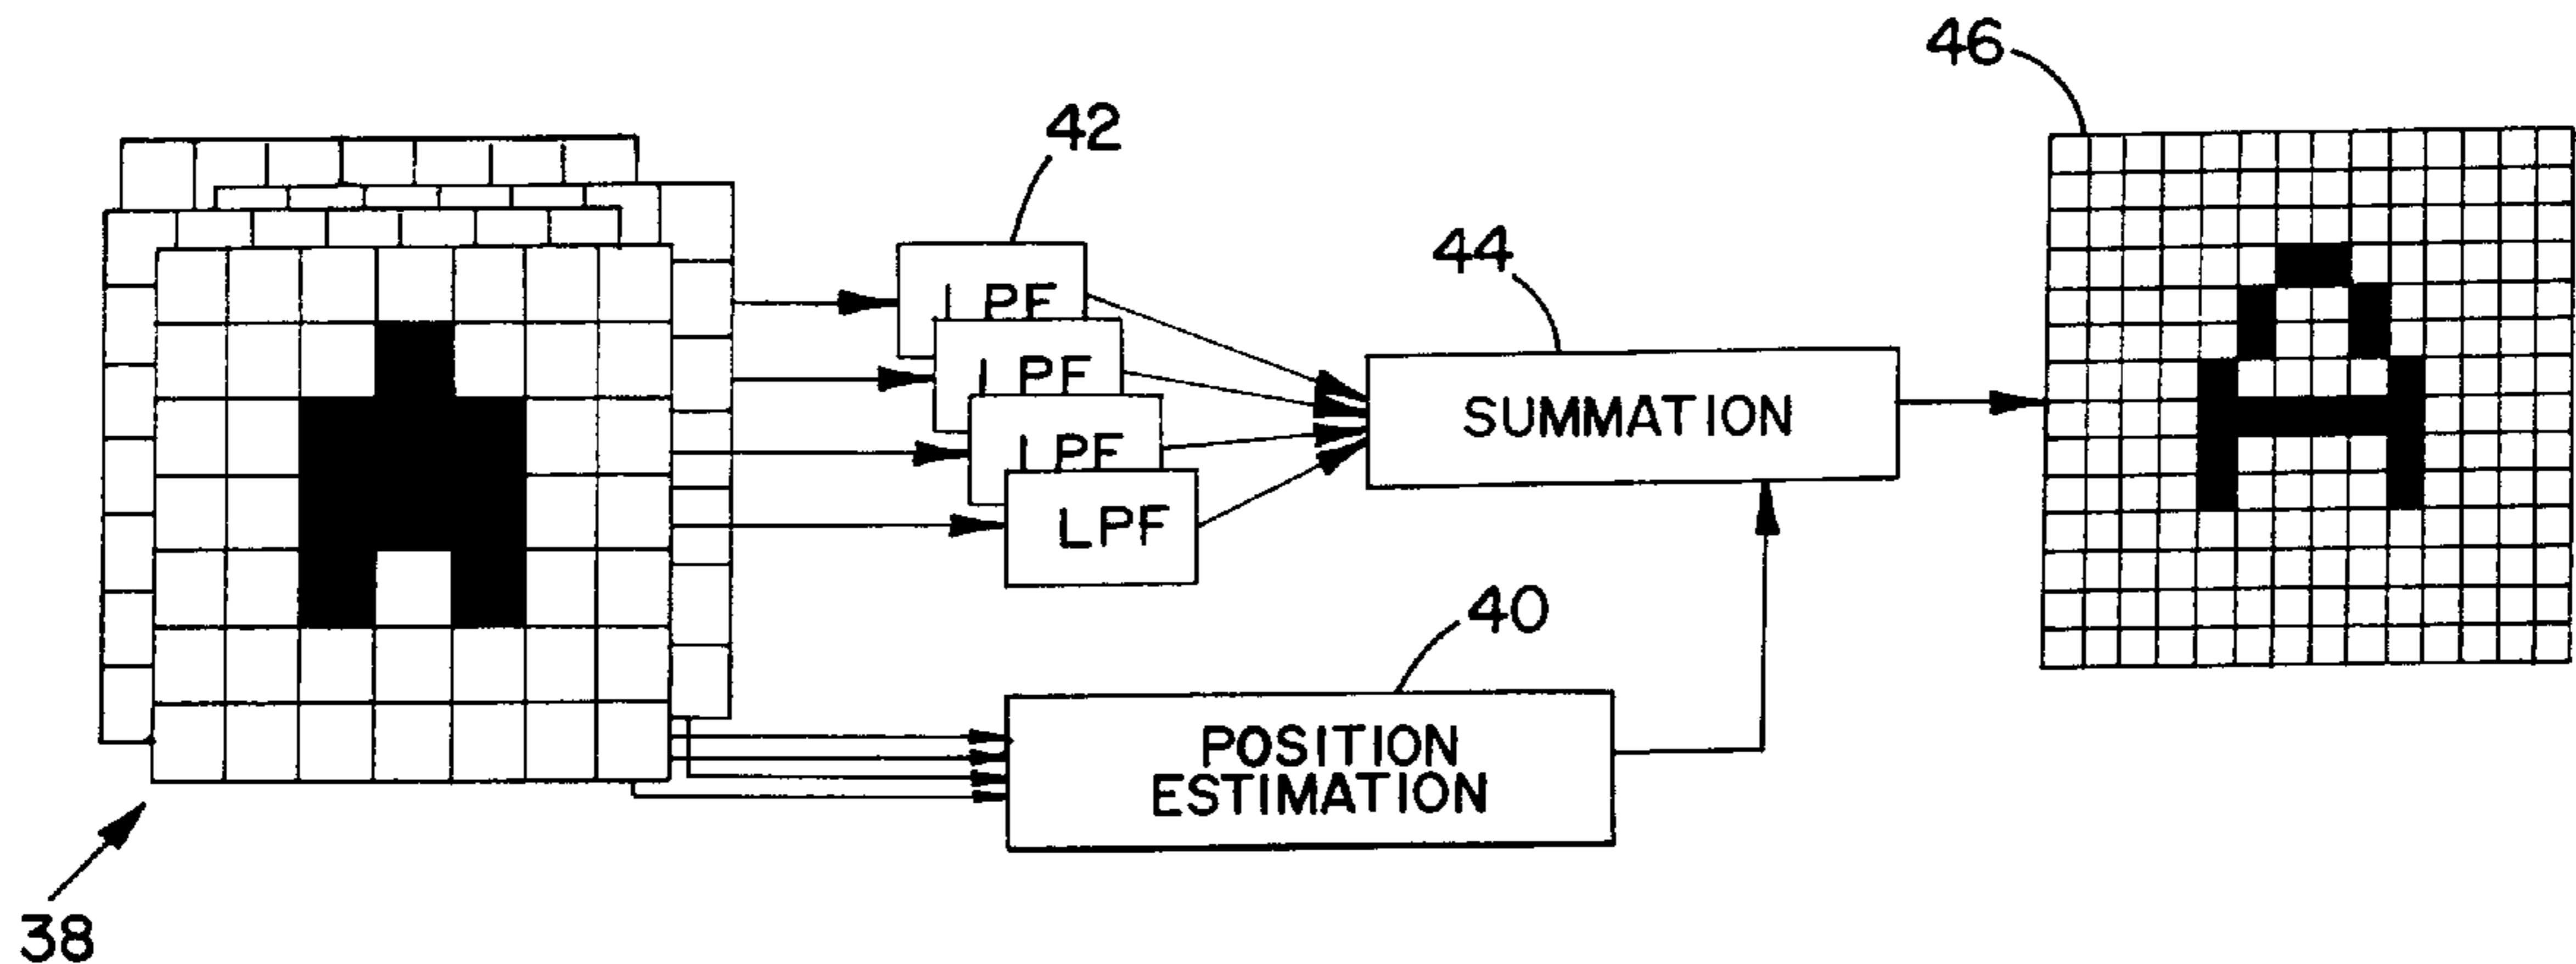 46
42
LPF
44
LPF
SUMMATION
LPF
LPF
40
POSITION
ESTIMATION
38